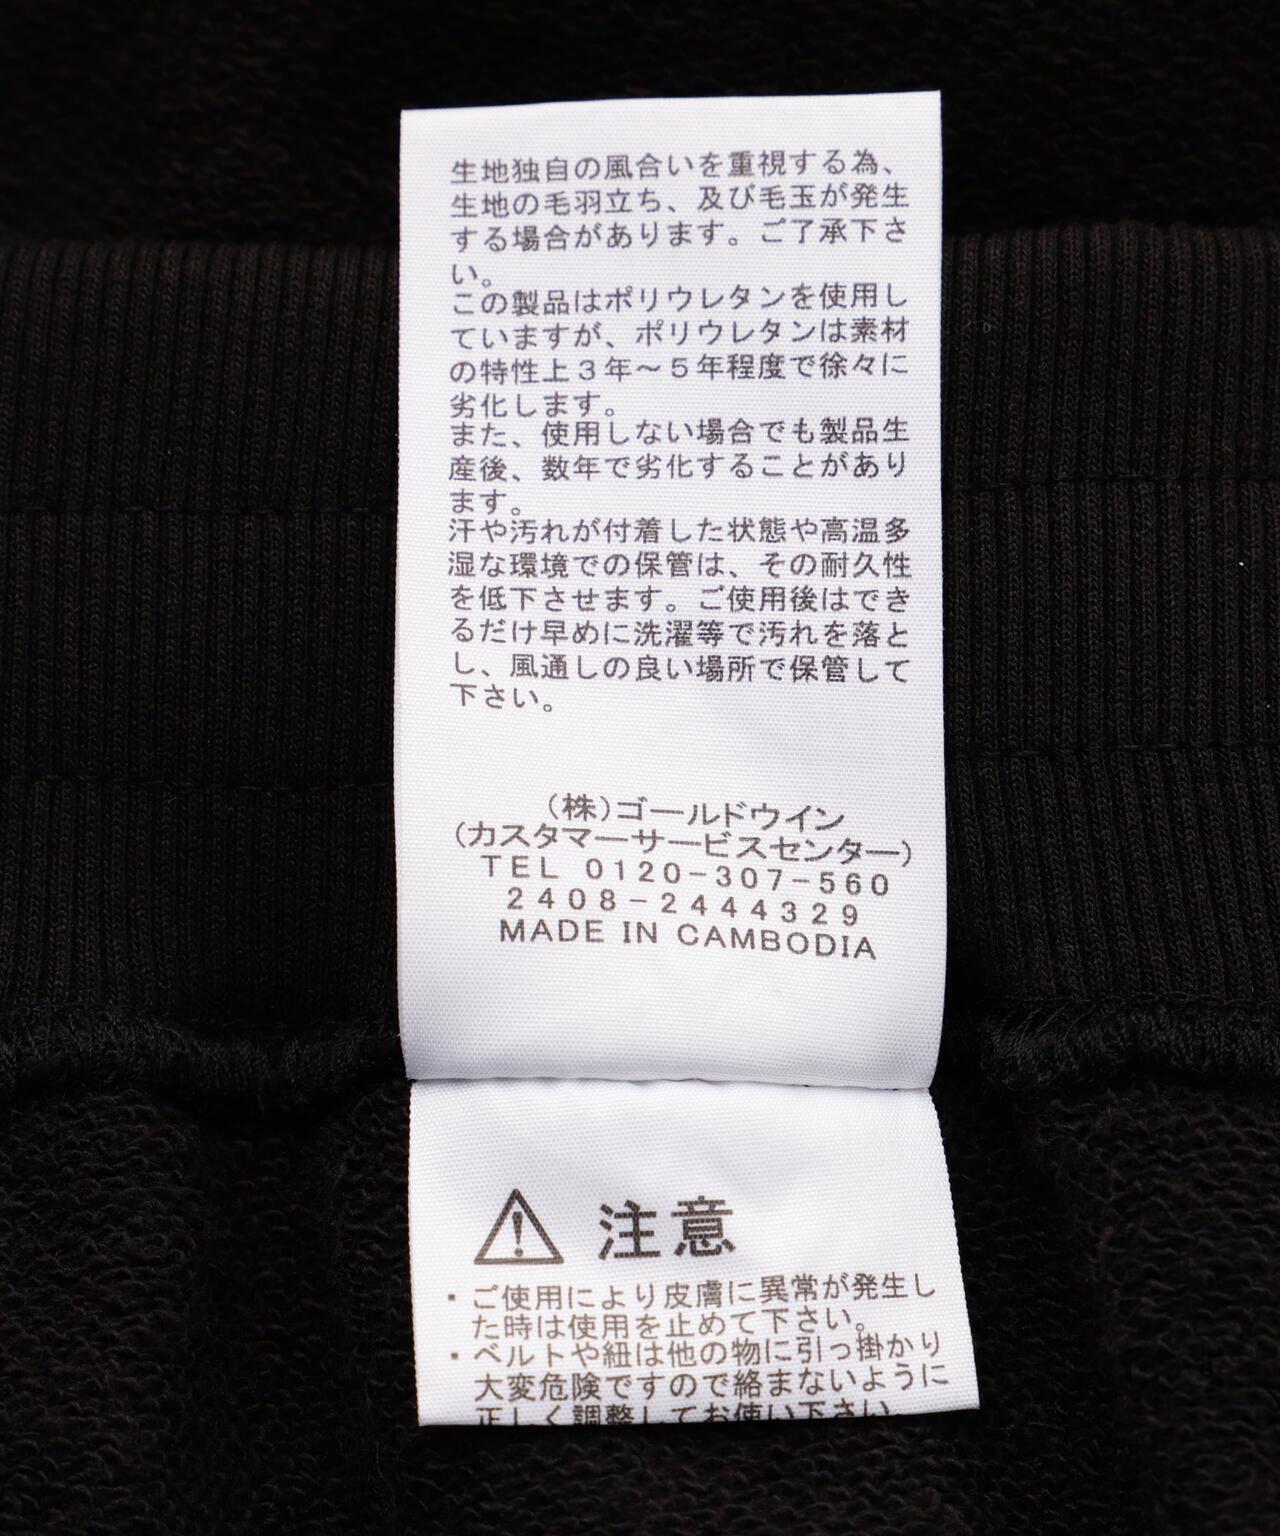 生地独自の風合いを重視する為、
生地の毛羽立ち、及び毛玉が発生
する場合があります。ご了承下さ
い。
この製品はポリウレタンを使用し
ていますが、ポリウレタンは素材
の特性上３年～５年程度で徐々に
劣化します。
また、使用しない場合でも製品生
産後、数年で劣化することがあり
ます。
汗や汚れが付着した状態や高温多
湿な環境での保管は、その耐久性
を低下させます。ご使用後はでき
るだけ早めに洗濯等で汚れを落と
し、風通しの良い場所で保管して
下さい。
(株)ゴールドウイン
(カスタマーサービスセンター)
TEL 0120-307-560
2408-2444329
MADE IN CAMBODIA
注意
・ご使用により皮膚に異常が発生し
た時は使用を止めて下さい。
・ベルトや紐は他の物に引っ掛かり
大変危険ですので絡まないように
正しく調整してお使い下さい。